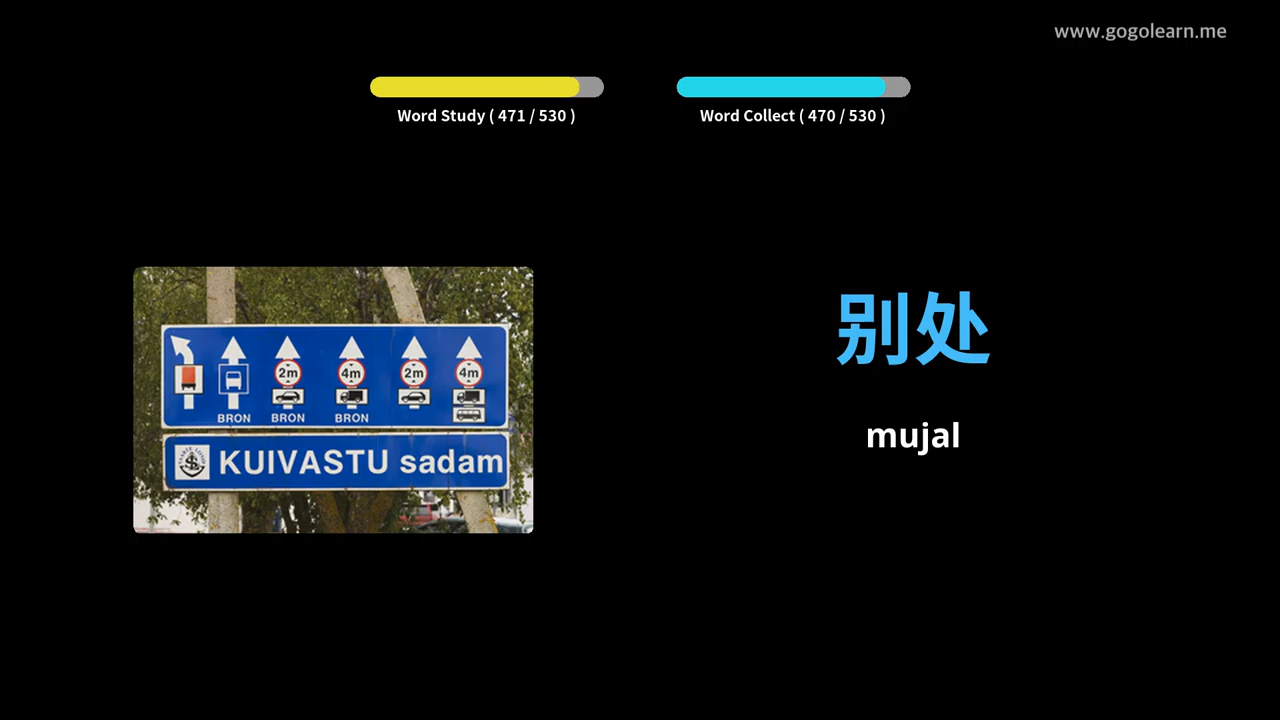 www.gogolearn.me
Word Study ( 471 / 530 )
Word Collect ( 470 / 530 )
2m 4m 2m 4m
BRON BRON BRON
KUIVASTU sadam
别处
mujal